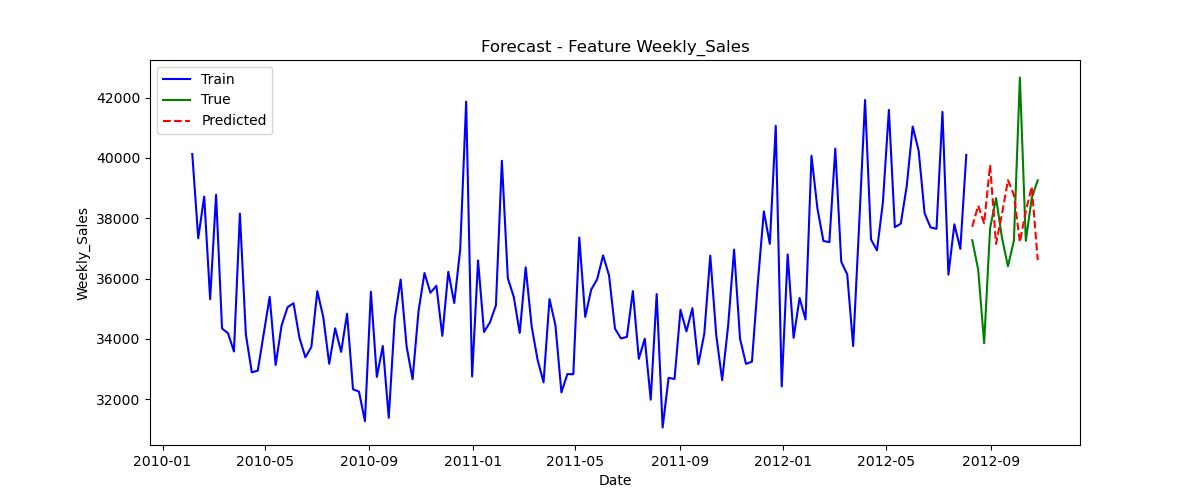 Forecast - Feature Weekly_Sales
Train
True
Predicted
42000
40000
38000
36000
34000
32000
Weekly_Sales
2010-01 2010-05 2010-09 2011-01 2011-05 2011-09 2012-01 2012-05 2012-09
Date